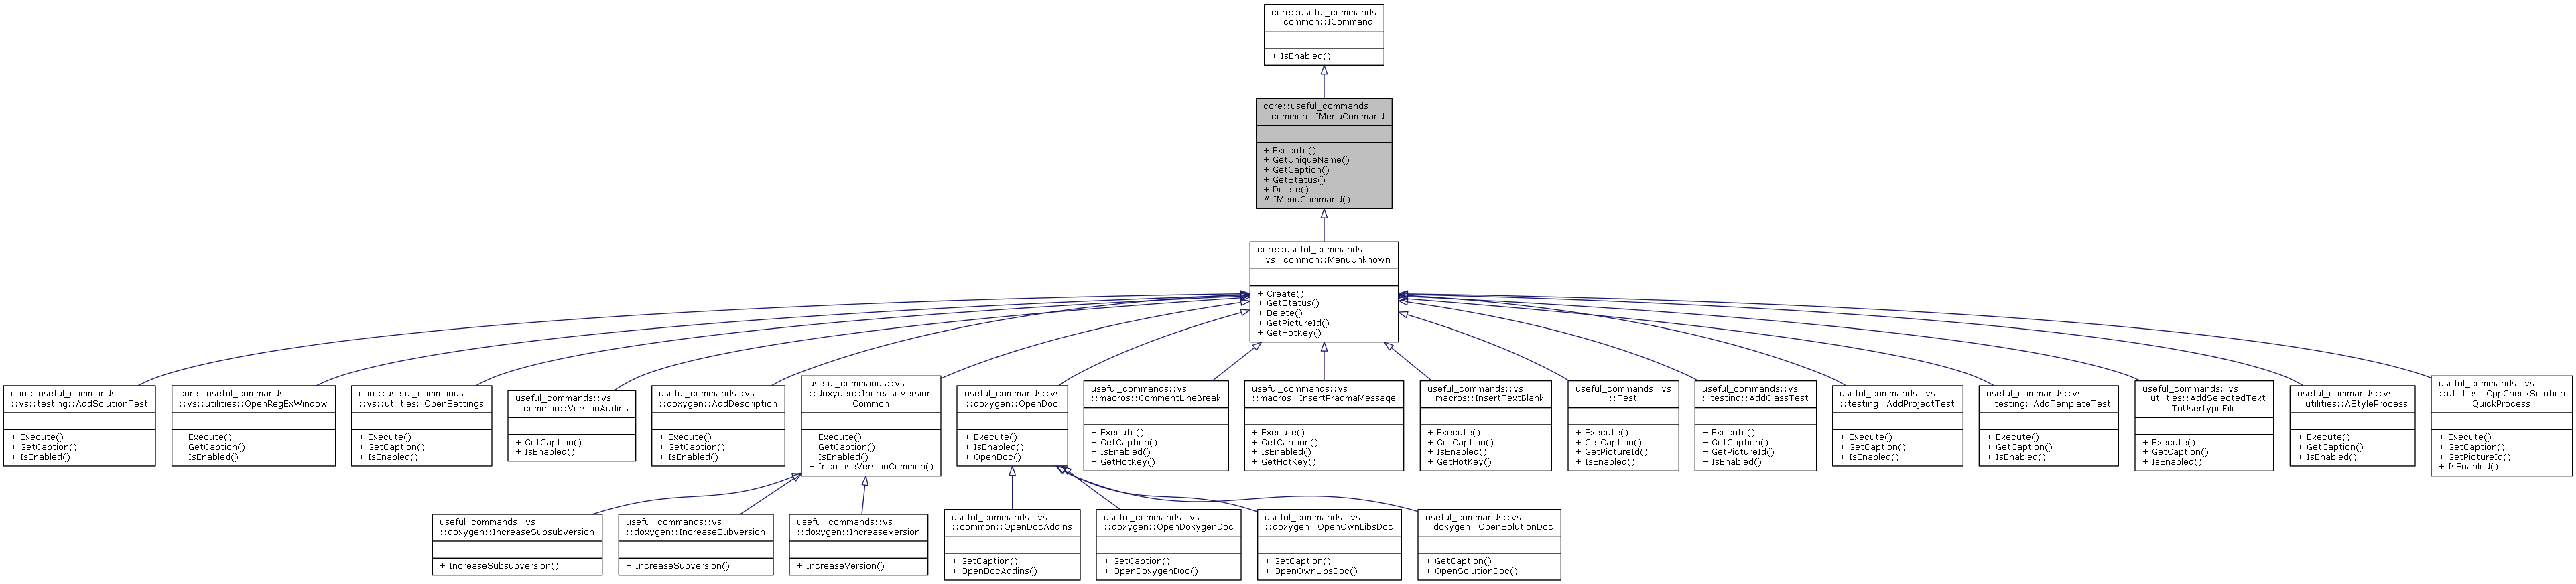 core::useful_commands
::common::ICommand
+ IsEnabled()
core::useful_commands
::common::IMenuCommand
+ Execute()
+ GetUniqueName()
+ GetCaption()
+ GetStatus()
+ Delete()
# IMenuCommand()
core::useful_commands
::vs::common::MenuUnknown
+ Create()
+ GetStatus()
+ Delete()
+ GetPictureId()
+ GetHotKey()
core::useful_commands
::vs::testing::AddSolutionTest
+ Execute()
+ GetCaption()
+ IsEnabled()
core::useful_commands
::vs::utilities::OpenRegExWindow
+ Execute()
+ GetCaption()
+ IsEnabled()
core::useful_commands
::vs::utilities::OpenSettings
+ Execute()
+ GetCaption()
+ IsEnabled()
useful_commands::vs
::common::VersionAddins
+ GetCaption()
+ IsEnabled()
useful_commands::vs
::doxygen::AddDescription
+ Execute()
+ GetCaption()
+ IsEnabled()
useful_commands::vs
::doxygen::IncreaseVersion
Common
+ Execute()
+ GetCaption()
+ IsEnabled()
+ IncreaseVersionCommon()
useful_commands::vs
::doxygen::OpenDoc
+ Execute()
+ IsEnabled()
+ OpenDoc()
useful_commands::vs
::macros::CommentLineBreak
+ Execute()
+ GetCaption()
+ IsEnabled()
+ GetHotKey()
useful_commands::vs
::macros::InsertPragmaMessage
+ Execute()
+ GetCaption()
+ IsEnabled()
+ GetHotKey()
useful_commands::vs
::macros::InsertTextBlank
+ Execute()
+ GetCaption()
+ IsEnabled()
+ GetHotKey()
useful_commands::vs
::Test
+ Execute()
+ GetCaption()
+ GetPictureId()
+ IsEnabled()
useful_commands::vs
::testing::AddClassTest
+ Execute()
+ GetCaption()
+ GetPictureId()
+ IsEnabled()
useful_commands::vs
::testing::AddProjectTest
+ Execute()
+ GetCaption()
+ IsEnabled()
useful_commands::vs
::testing::AddTemplateTest
+ Execute()
+ GetCaption()
+ IsEnabled()
useful_commands::vs
::utilities::AddSelectedText
ToUsertypeFile
+ Execute()
+ GetCaption()
+ IsEnabled()
useful_commands::vs
::utilities::AStyleProcess
+ Execute()
+ GetCaption()
+ IsEnabled()
useful_commands::vs
::utilities::CppCheckSolution
QuickProcess
+ Execute()
+ GetCaption()
+ GetPictureId()
+ IsEnabled()
useful_commands::vs
::doxygen::IncreaseSubsubversion
+ IncreaseSubsubversion()
useful_commands::vs
::doxygen::IncreaseSubversion
+ IncreaseSubversion()
useful_commands::vs
::doxygen::IncreaseVersion
+ IncreaseVersion()
useful_commands::vs
::common::OpenDocAddins
+ GetCaption()
+ OpenDocAddins()
useful_commands::vs
::doxygen::OpenDoxygenDoc
+ GetCaption()
+ OpenDoxygenDoc()
useful_commands::vs
::doxygen::OpenOwnLibsDoc
+ GetCaption()
+ OpenOwnLibsDoc()
useful_commands::vs
::doxygen::OpenSolutionDoc
+ GetCaption()
+ OpenSolutionDoc()